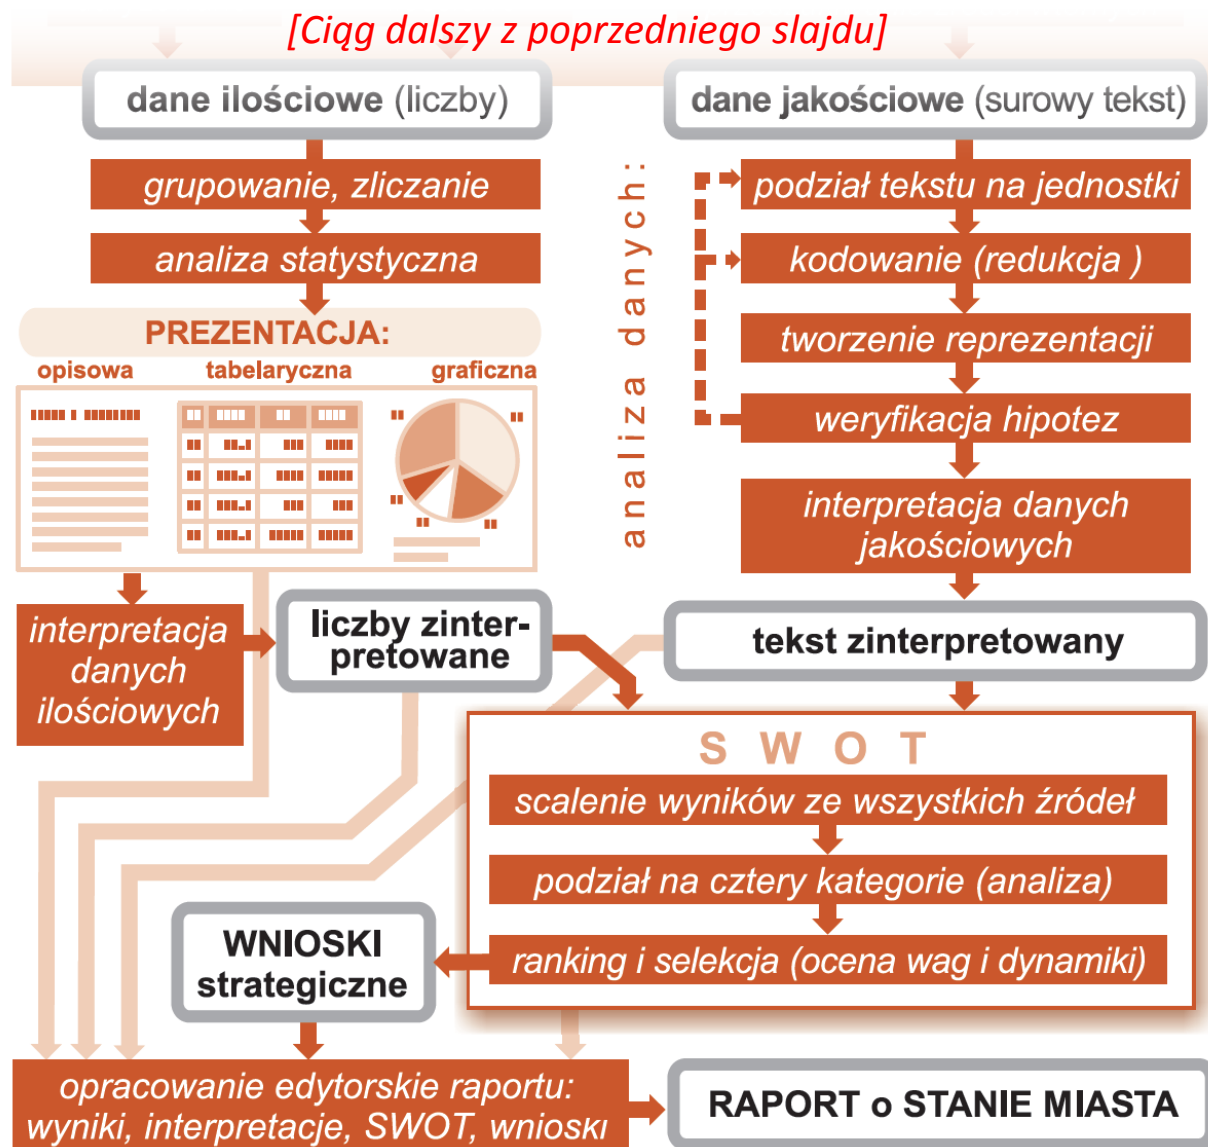 [Ciąg dalszy z poprzedniego slajdu]
dane ilościowe (liczby)
grupowanie, zliczanie
analiza statystyczna
PREZENTACJA:
opisowa tabelaryczna graficzna
interpretacja
danych
ilościowych
liczby zinter-
pretowane
analiza danych:
dane jakościowe (surowy tekst)
podział tekstu na jednostki
kodowanie (redukcja )
tworzenie reprezentacji
weryfikacja hipotez
interpretacja danych
jakościowych
tekst zinterpretowany
S W O T
scalenie wyników ze wszystkich źródeł
podział na cztery kategorie (analiza)
ranking i selekcja (ocena wag i dynamiki)
WNIOSKI
strategiczne
opracowanie edytorskie raportu:
wyniki, interpretacje, SWOT, wnioski
RAPORT o STANIE MIASTA